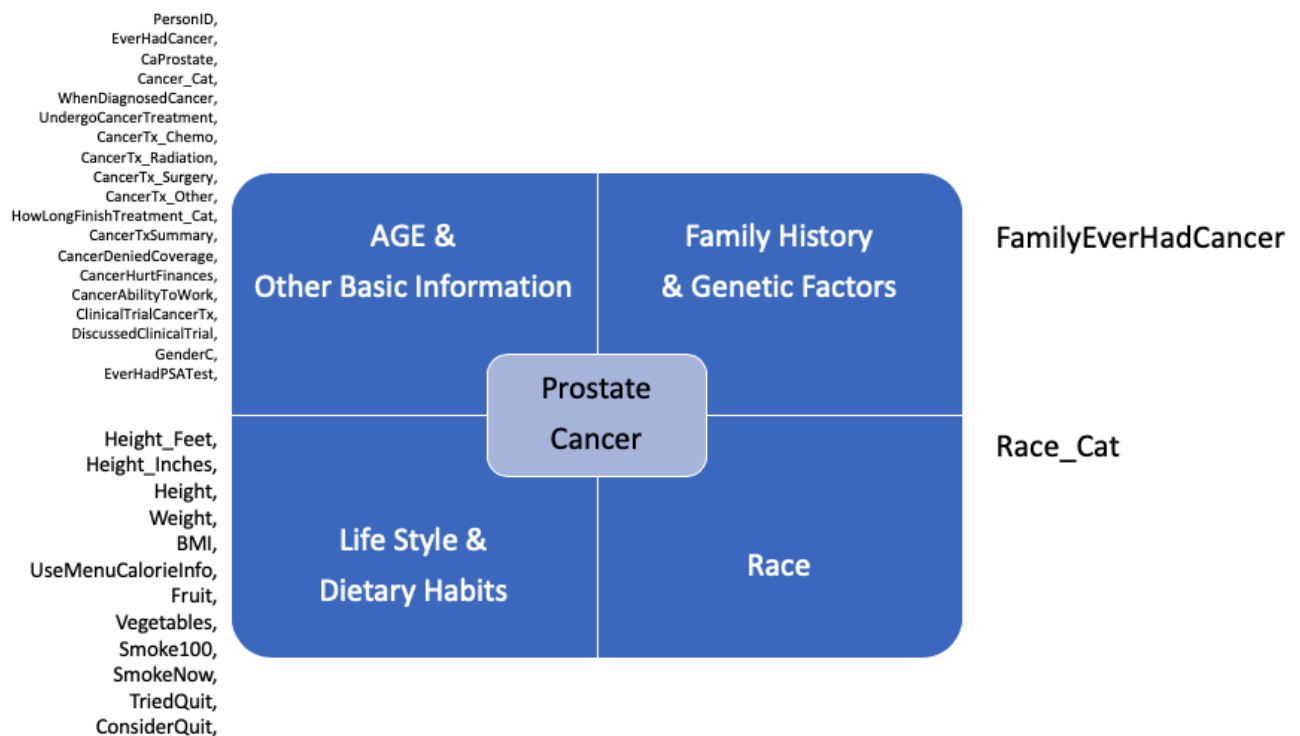 PersonID,
EverHadCancer,
CaProstate,
Cancer_Cat,
WhenDiagnosedCancer,
UndergoCancerTreatment,
CancerTx_Chemo,
CancerTx_Radiation,
CancerTx_Surgery,
CancerTx_Other,
HowLongFinishTreatment_Cat,
CancerTxSummary,
CancerDeniedCoverage,
CancerHurtFinances,
CancerAbilityToWork,
ClinicalTrialCancerTx,
DiscussedClinicalTrial,
GenderC,
EverHadPSATest,
AGE &
Other Basic Information
Family History
& Genetic Factors
FamilyEverHadCancer
Prostate
Cancer
Height_Feet,
Height_Inches,
Height,
Weight,
BMI,
UseMenuCalorieInfo,
Fruit,
Vegetables,
Smoke100,
SmokeNow,
TriedQuit,
ConsiderQuit,
Life Style &
Dietary Habits
Race
Race_Cat